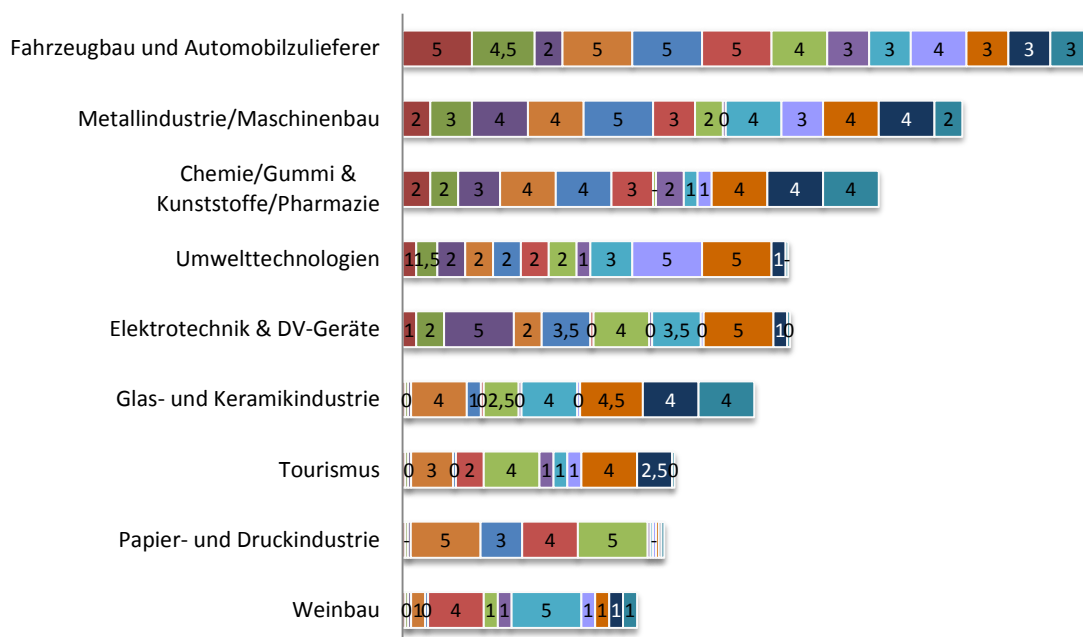 Fahrzeugbau und Automobilzulieferer
5 4,5 2 5 5 5 4 3 3 4 3 3 3
Metallindustrie/Maschinenbau
2 3 4 4 5 3 2 0 4 3 4 4 2
Chemie/Gummi &
Kunststoffe/Pharmazie
2 2 3 4 4 3 - 2 1 1 4 4 4
Umwelttechnologien
1 1,5 2 2 2 2 2 1 3 5 5 1 -
Elektrotechnik & DV-Geräte
1 2 5 2 3,5 0 4 0 3,5 0 5 1 0
Glas- und Keramikindustrie
0 4 1 0 2,5 0 4 0 4,5 4 4
Tourismus
0 3 0 2 4 1 1 1 4 2,5 0
Papier- und Druckindustrie
- 5 3 4 5 -
Weinbau
0 1 0 4 1 1 5 1 1 1 1